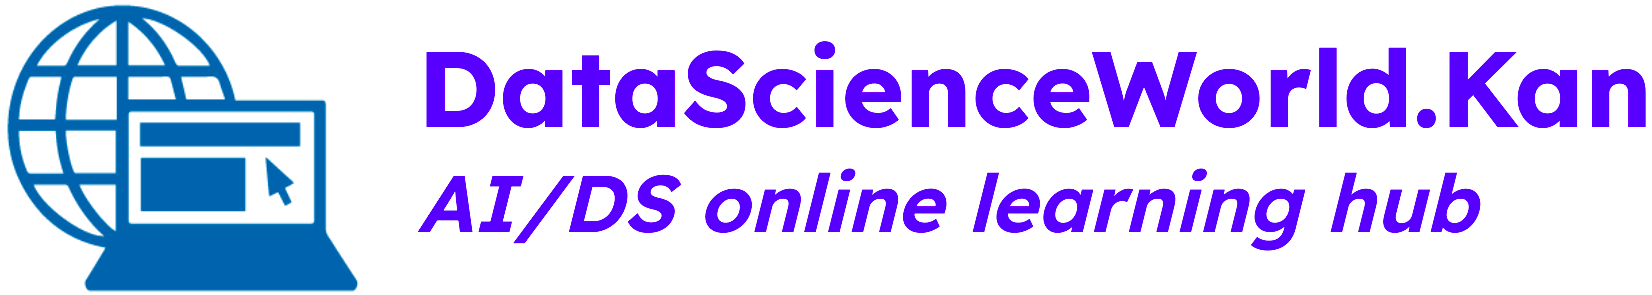 DataScienceWorld.Kan
AI/DS online learning hub